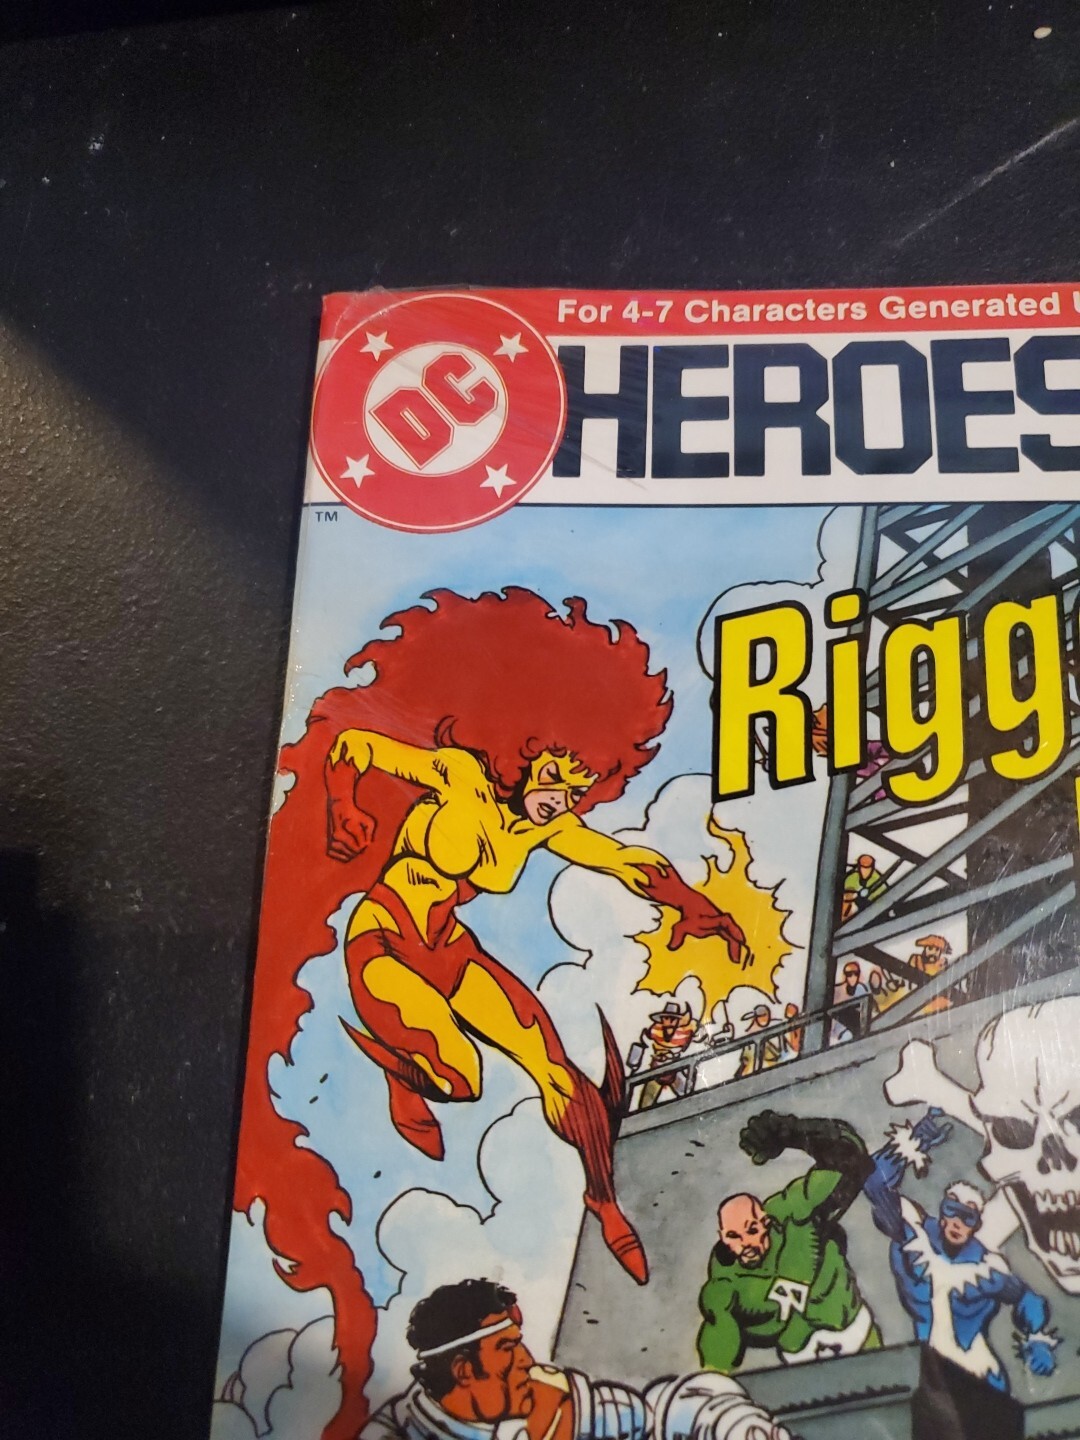 For 4-7 Characters Generated
DC
HEROES
TM
Rigg